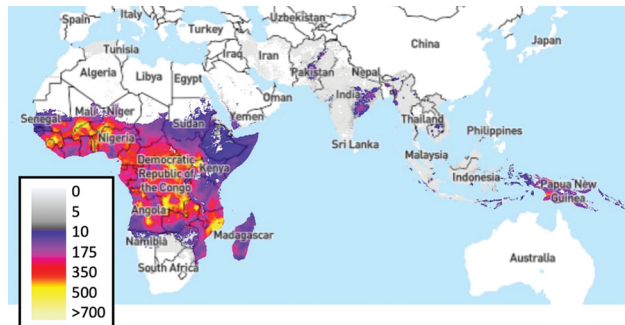 Spain
Italy
Uzbekistan
Turkey
China
Japan
Tunisia
Iraq
Iran
Algeria
Libya
Egypt
Pakistan
Nepal
Oman
India
Senegal
Mali
Niger
Sudan
Yemen
Thailand
Philippines
Nigeria
Sri Lanka
Democratic
Republic of
the Congo
Kenya
Malaysia
Indonesia
Papua New
Guinea
Angola
Namibia
Madagascar
South Africa
Australia
0
5
10
175
350
500
>700